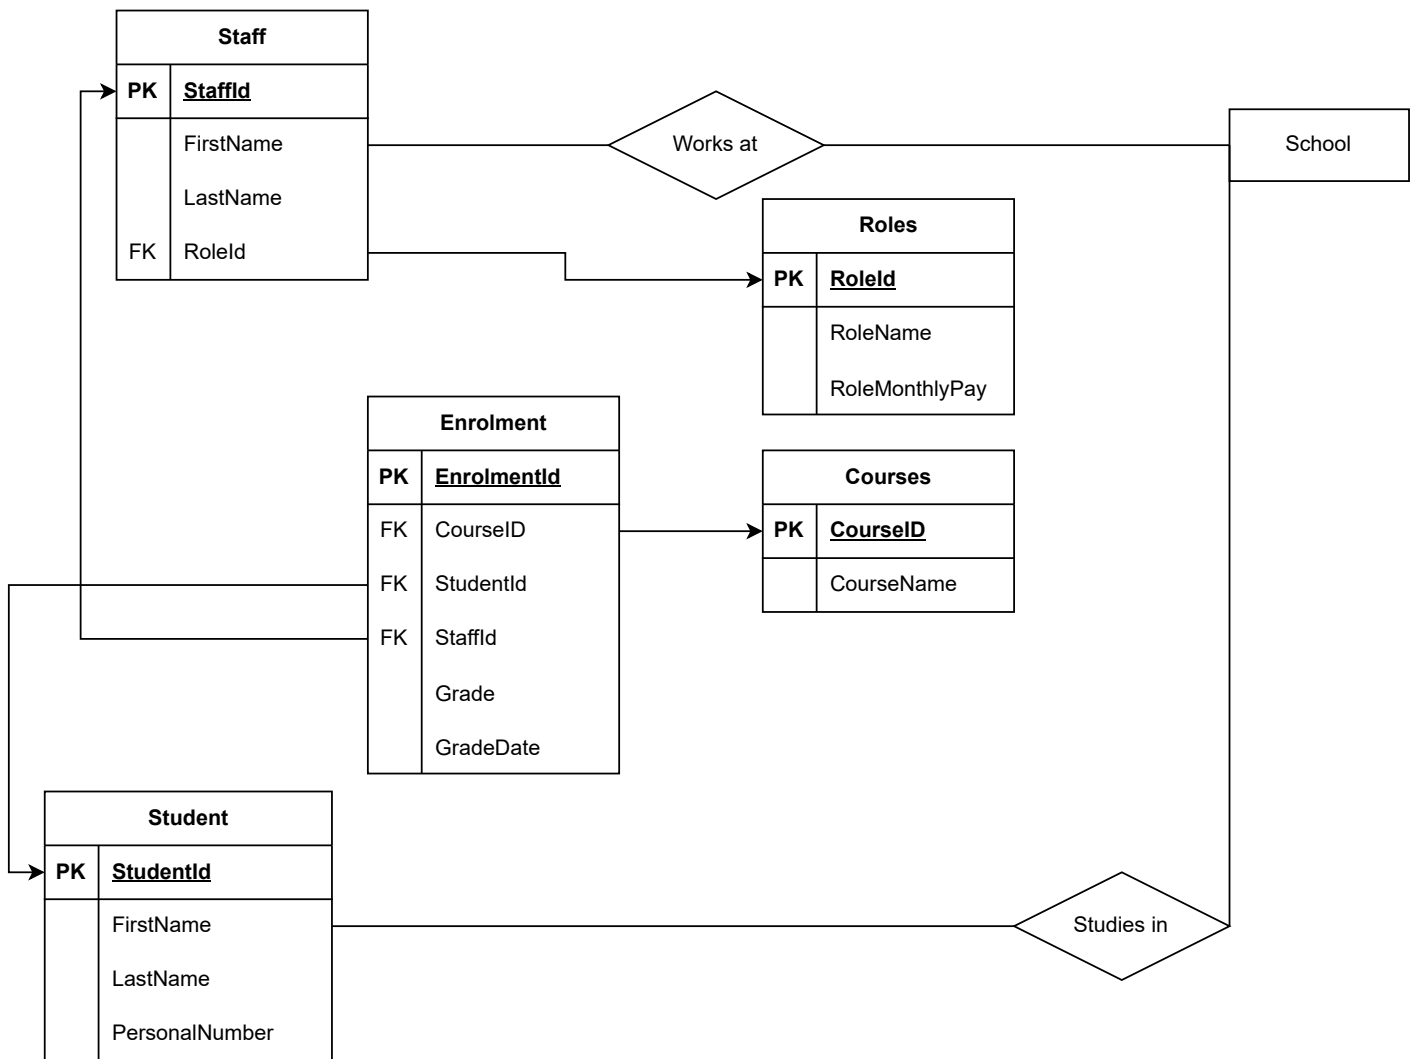 Staff
PK StaffId
FirstName
LastName
FK RoleId
Works at
School
Roles
PK RoleId
RoleName
RoleMonthlyPay
Enrolment
PK EnrolmentId
FK CourseID
FK StudentId
FK StaffId
Grade
GradeDate
Courses
PK CourseID
CourseName
Student
PK StudentId
FirstName
LastName
PersonalNumber
Studies in